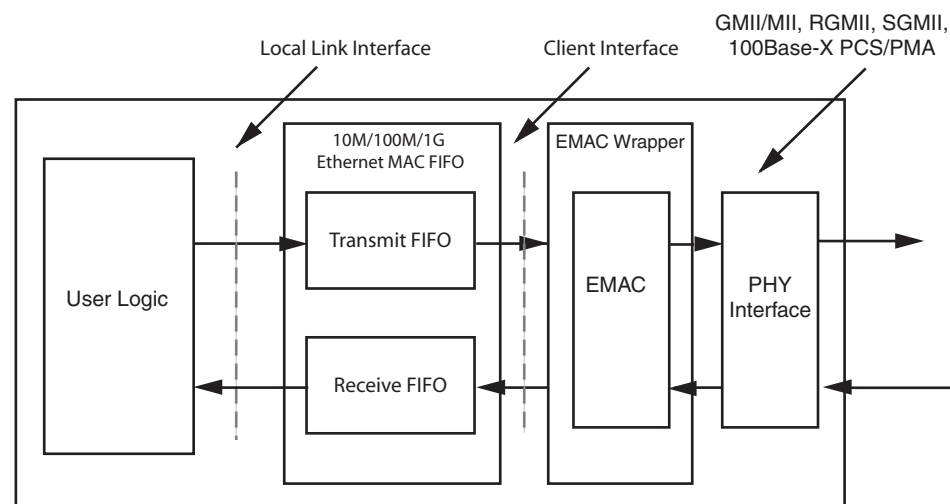 GMII/MII, RGMII, SGMII,
100Base-X PCS/PMA
Local Link Interface
Client Interface
10M/100M/1G
Ethernet MAC FIFO
EMAC Wrapper
User Logic
Transmit FIFO
EMAC
PHY
Interface
Receive FIFO